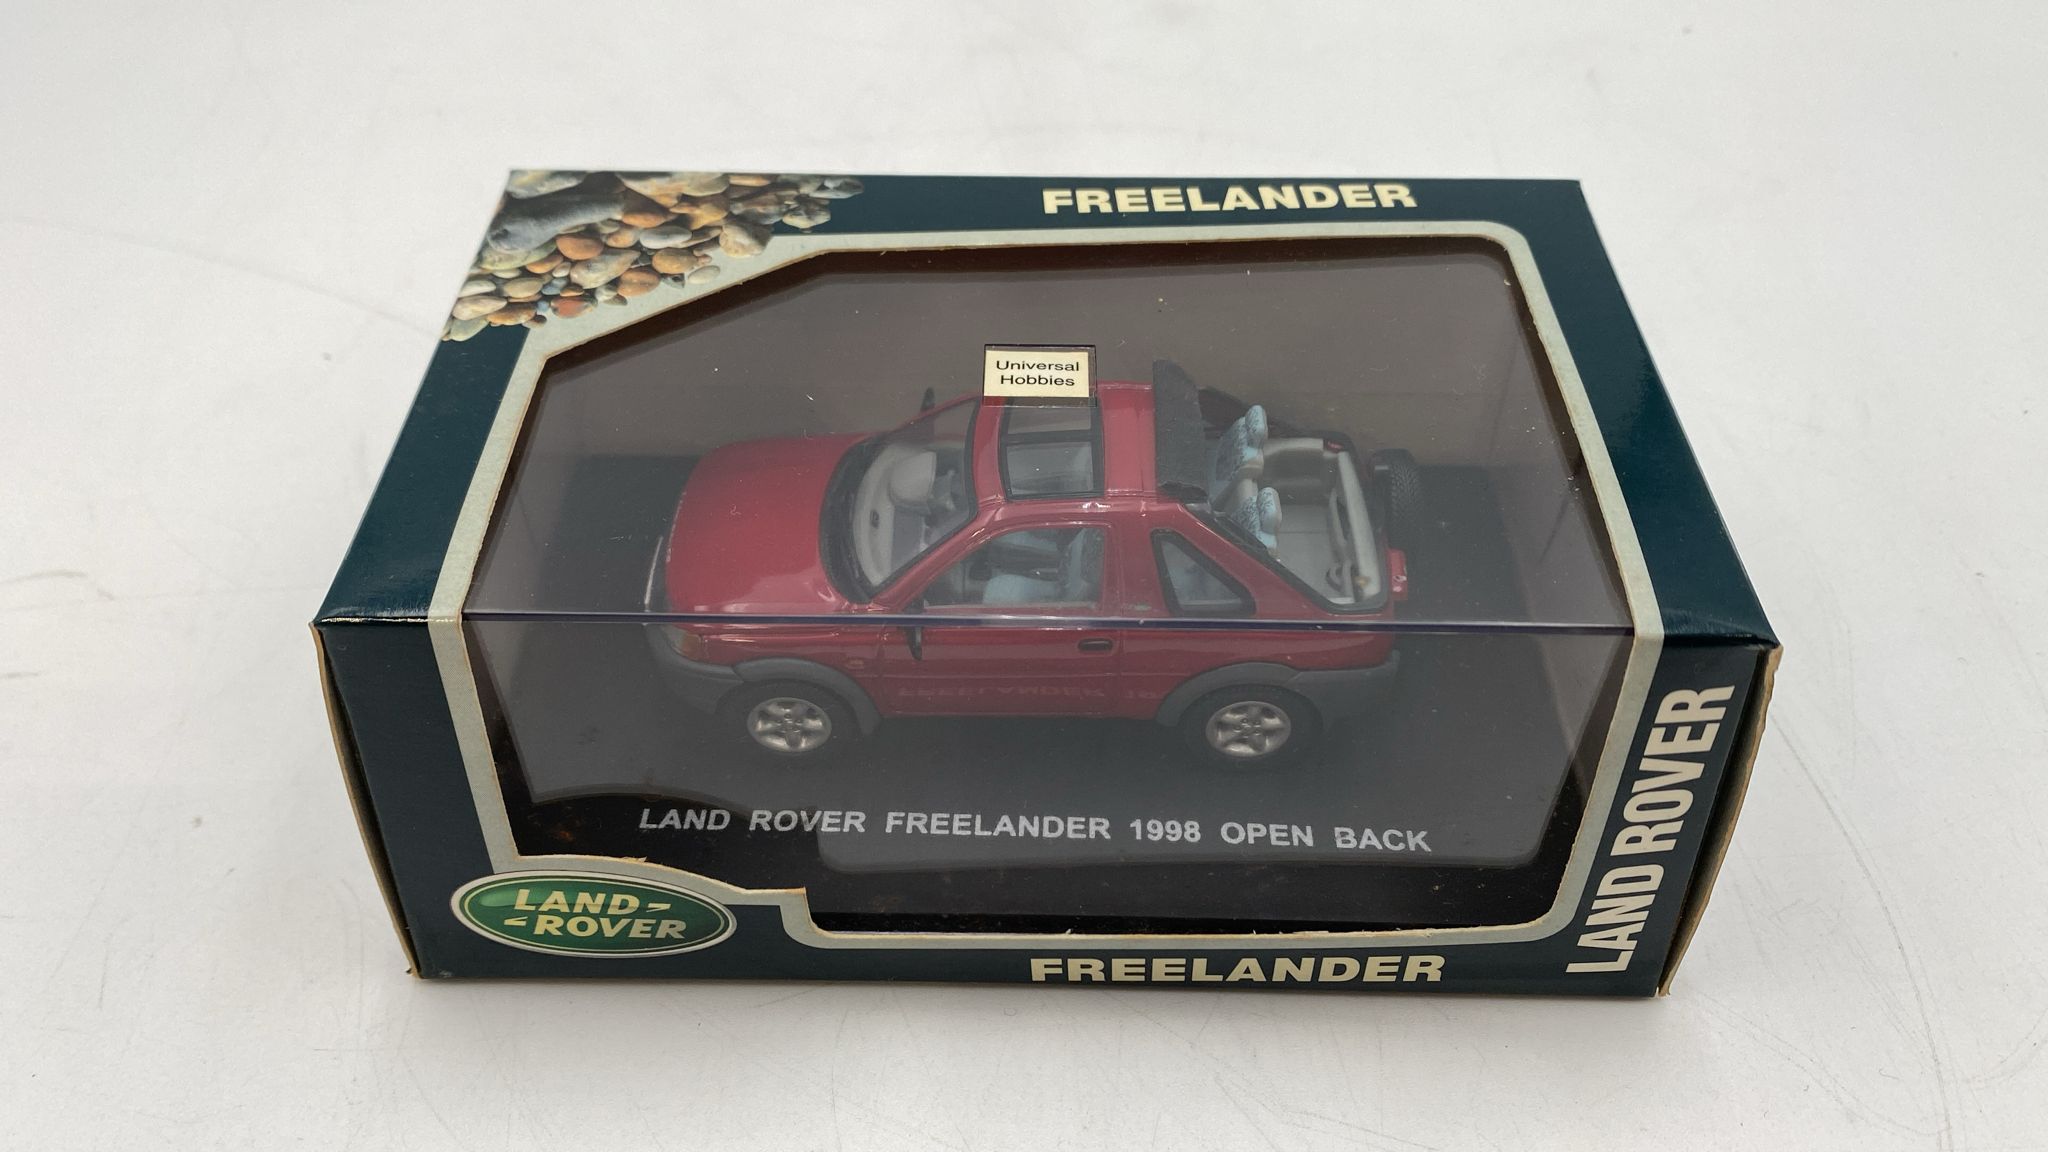 FREELANDER
Universal
Hobbies
LAND ROVER FREELANDER 1998 OPEN BACK
LAND
ROVER
FREELANDER
LAND ROVER